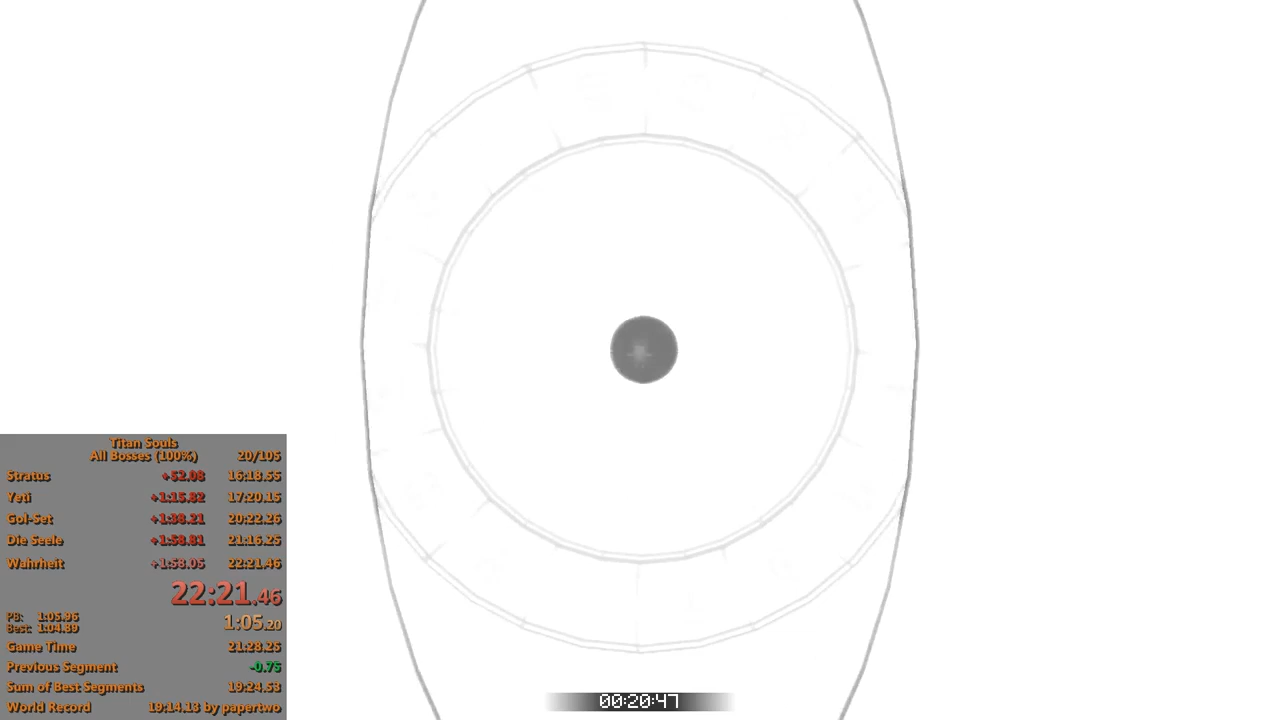 Titan Souls
All Bosses (100%) 20/105
Stratus +52.08 16:18.55
Yeti +1:15.82 17:20.15
Gol-Set +1:38.21 20:22.26
Die Seele +1:58.81 21:16.25
Wahrheit +1:58.05 22:21.46
22:21.46
PB: 1:05.95
Best: 1:04.89
1:05.20
Game Time 21:28.25
Previous Segment -0.75
Sum of Best Segments 19:24.53
World Record 19:14.13 by papertwo
00:20:47